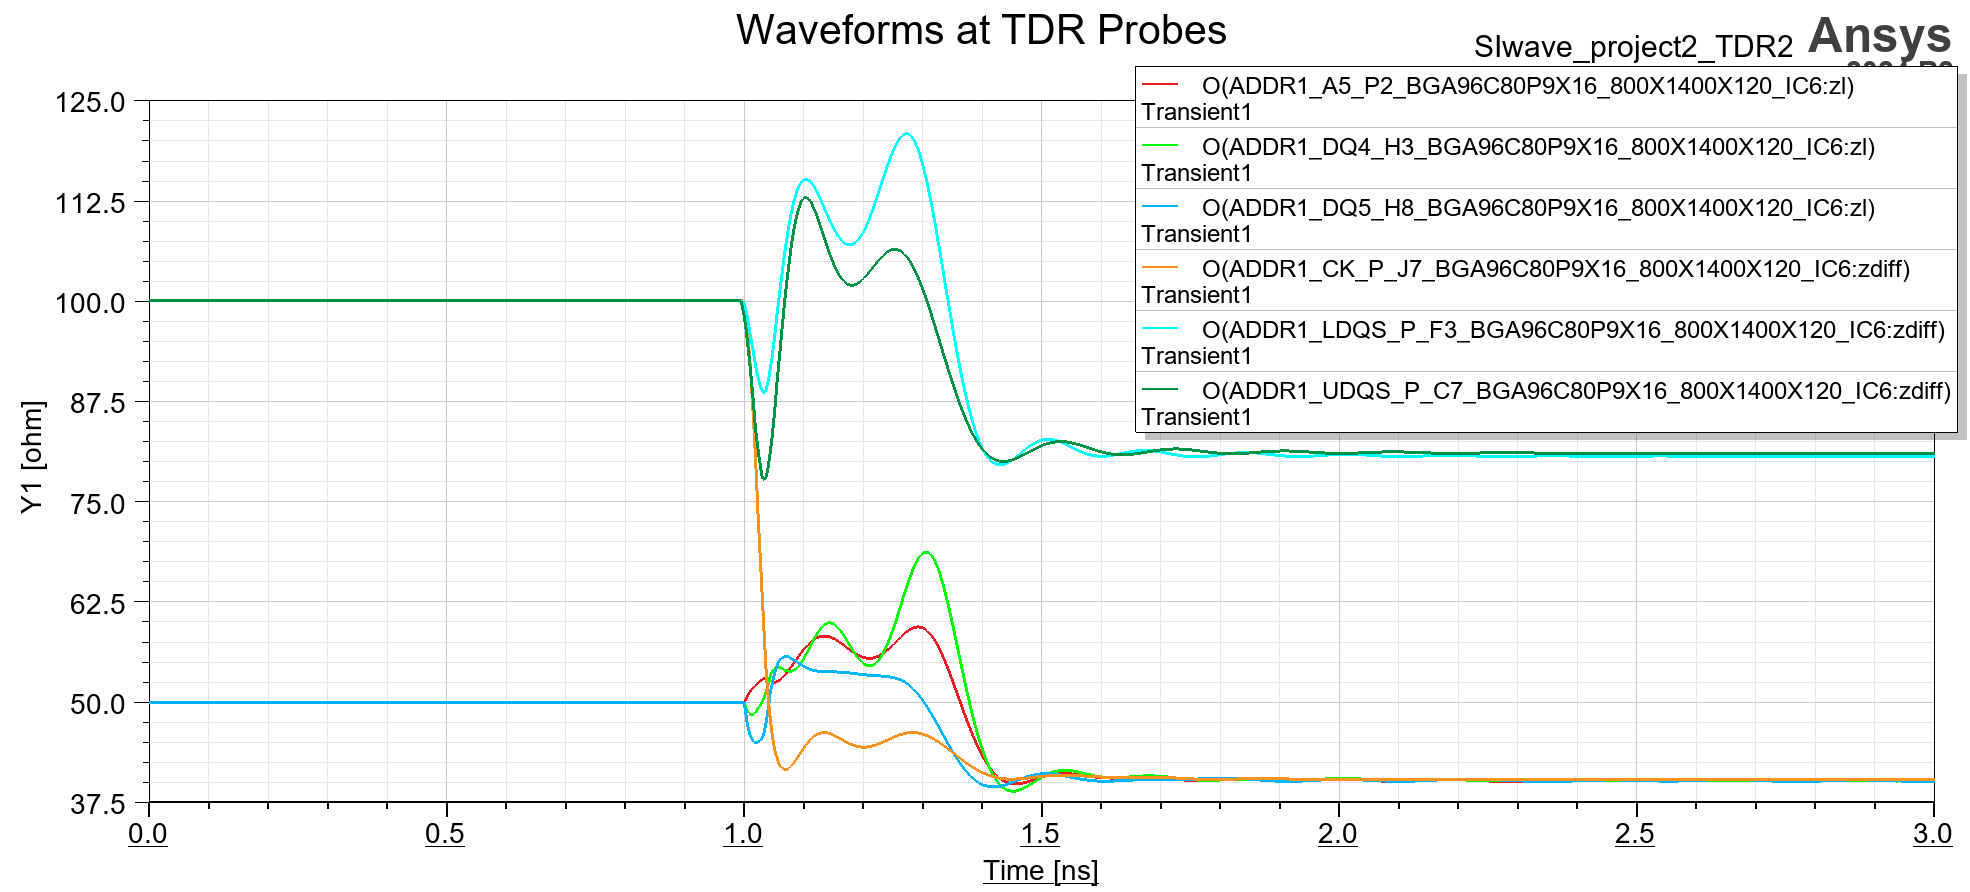 Waveforms at TDR Probes
SIwave_project2_TDR2
Ansys
O(ADDR1_A5_P2_BGA96C80P9X16_800X1400X120_IC6:zl)
Transient1
O(ADDR1_DQ4_H3_BGA96C80P9X16_800X1400X120_IC6:zl)
Transient1
O(ADDR1_DQ5_H8_BGA96C80P9X16_800X1400X120_IC6:zl)
Transient1
O(ADDR1_CK_P_J7_BGA96C80P9X16_800X1400X120_IC6:zdiff)
Transient1
O(ADDR1_LDQS_P_F3_BGA96C80P9X16_800X1400X120_IC6:zdiff)
Transient1
O(ADDR1_UDQS_P_C7_BGA96C80P9X16_800X1400X120_IC6:zdiff)
Transient1
125.0
112.5
100.0
87.5
75.0
62.5
50.0
37.5
Y1 [ohm]
0.0 0.5 1.0 1.5 2.0 2.5 3.0
Time [ns]